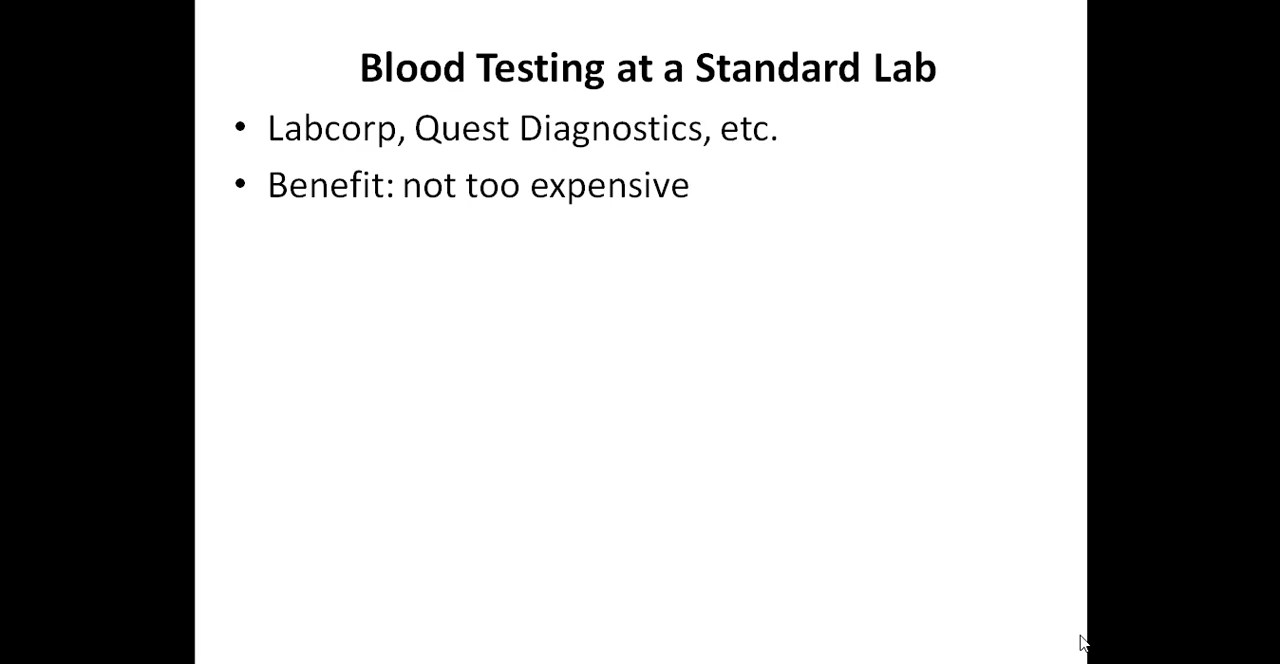 Blood Testing at a Standard Lab
• Labcorp, Quest Diagnostics, etc.
• Benefit: not too expensive